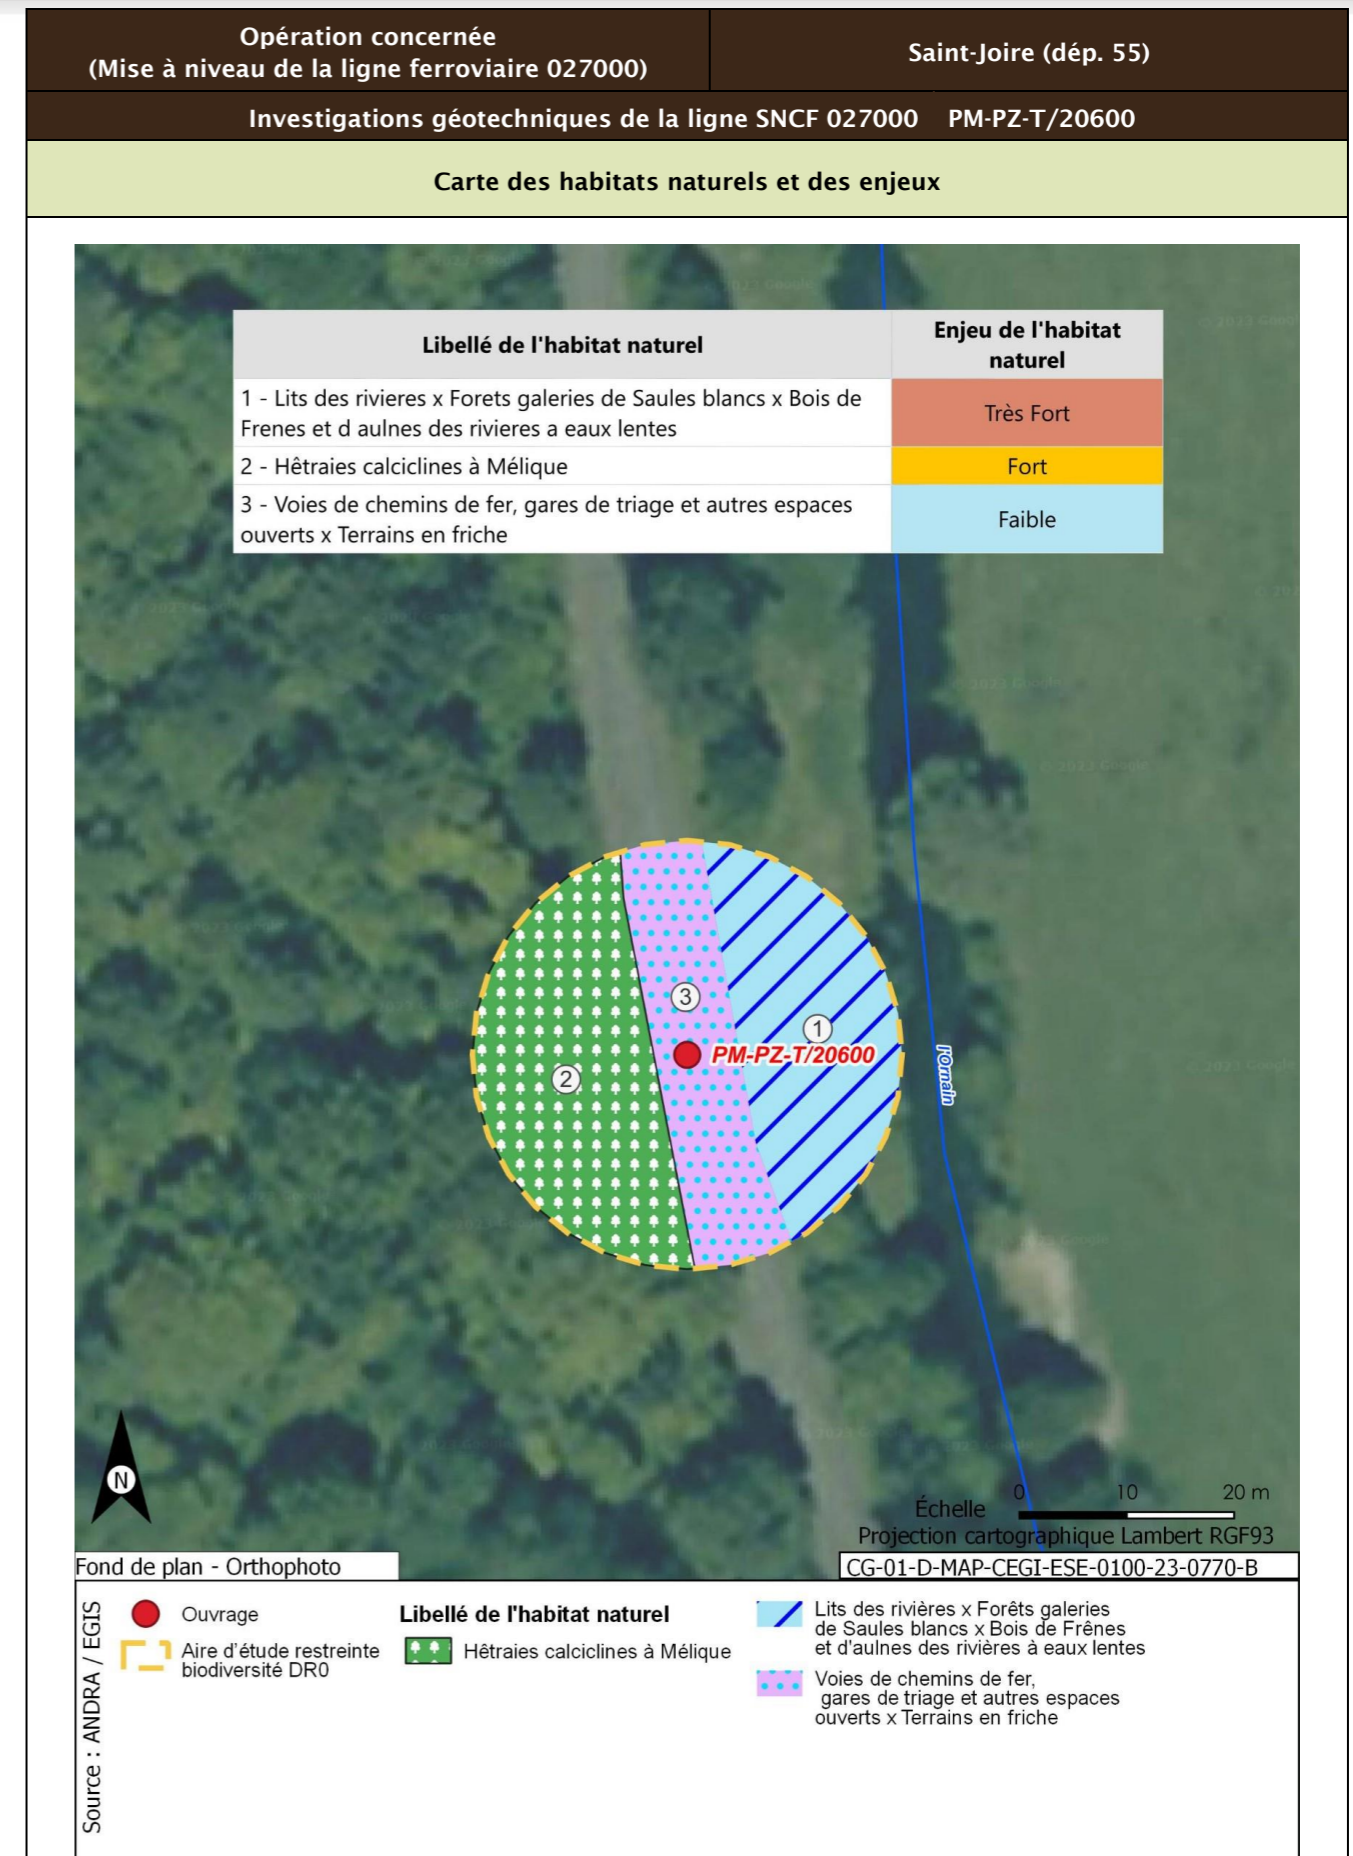 Opération concernée
(Mise à niveau de la ligne ferroviaire 027000)
Saint-Joire (dép. 55)
Investigations géotechniques de la ligne SNCF 027000 PM-PZ-T/20600
Carte des habitats naturels et des enjeux
Libellé de l'habitat naturel
Enjeu de l'habitat
naturel
1 - Lits des rivieres x Forets galeries de Saules blancs x Bois de
Frenes et d aulnes des rivieres a eaux lentes
Très Fort
2 - Hêtraies calciclines à Mélique
Fort
3 - Voies de chemins de fer, gares de triage et autres espaces
ouverts x Terrains en friche
Faible
3
1
PM-PZ-T/20600
2
l'Ornain
N
0 10 20 m
Échelle
Projection cartographique Lambert RGF93
Fond de plan - Orthophoto
CG-01-D-MAP-CEGI-ESE-0100-23-0770-B
Source : ANDRA / EGIS
Ouvrage
Aire d'étude restreinte
biodiversité DR0
Libellé de l'habitat naturel
Hêtraies calciclines à Mélique
Lits des rivières x Forêts galeries
de Saules blancs x Bois de Frênes
et d'aulnes des rivières à eaux lentes
Voies de chemins de fer,
gares de triage et autres espaces
ouverts x Terrains en friche